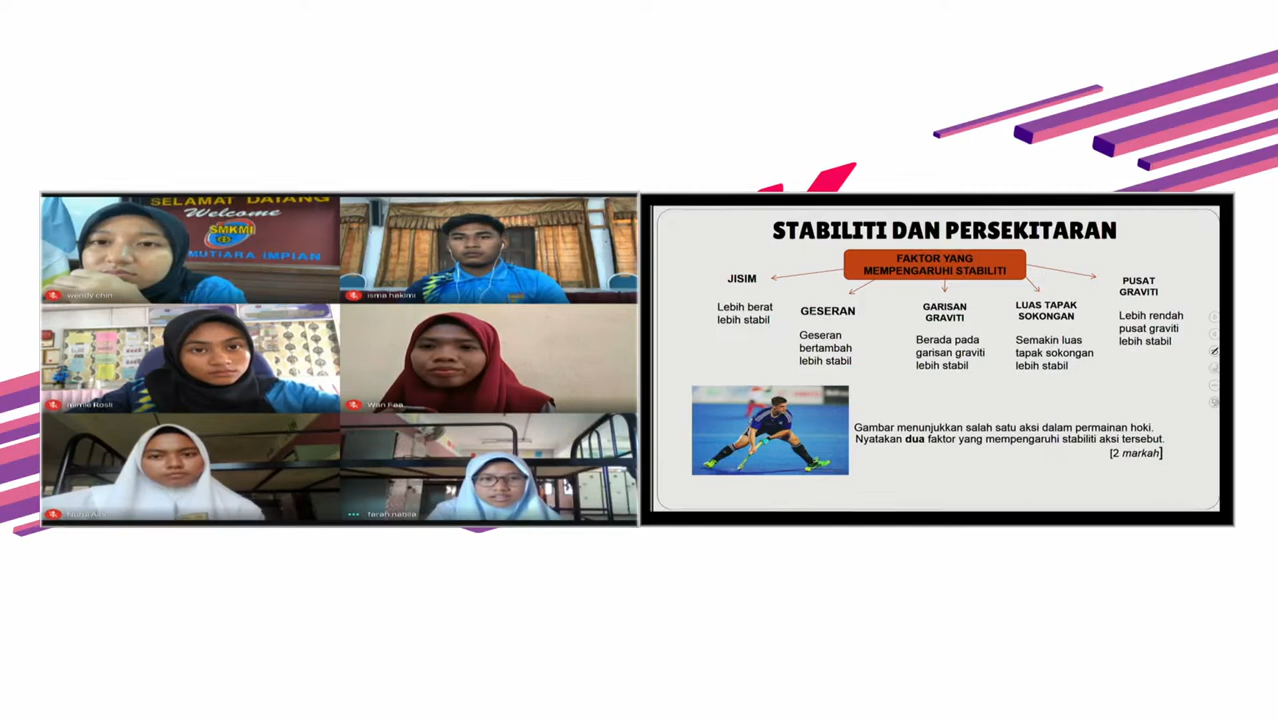 SELAMAT DATANG
Welcome
SMKMI
MUTIARA IMPIAN
wendy chin
isma hakimi
mimie Rosli
Wan Faa
farah nabila
STABILITI DAN PERSEKITARAN
FAKTOR YANG
MEMPENGARUHI STABILITI
JISIM
Lebih berat
lebih stabil
GESERAN
Geseran
bertambah
lebih stabil
GARISAN
GRAVITI
Berada pada
garisan graviti
lebih stabil
LUAS TAPAK
SOKONGAN
Semakin luas
tapak sokongan
lebih stabil
PUSAT
GRAVITI
Lebih rendah
pusat graviti
lebih stabil
Gambar menunjukkan salah satu aksi dalam permainan hoki.
Nyatakan dua faktor yang mempengaruhi stabiliti aksi tersebut.
[2 markah]